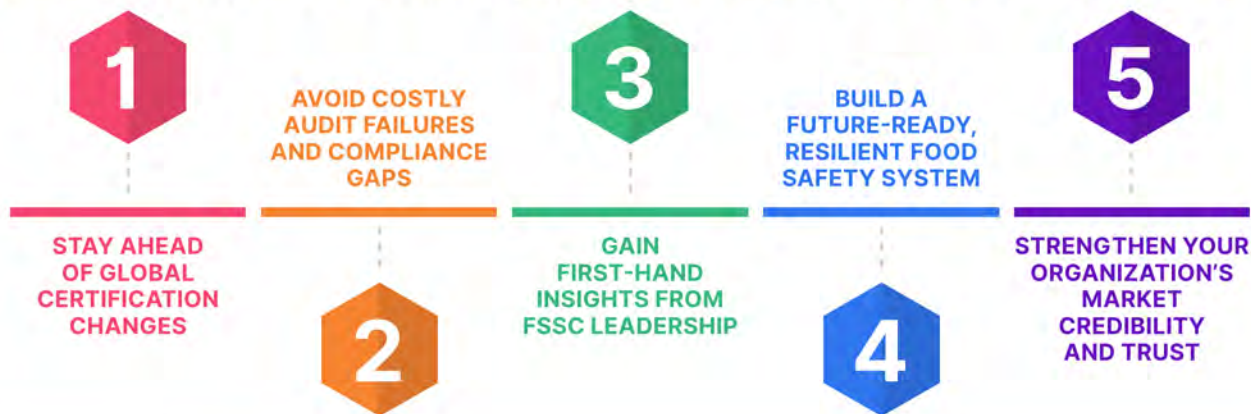 1
STAY AHEAD
OF GLOBAL
CERTIFICATION
CHANGES
AVOID COSTLY
AUDIT FAILURES
AND COMPLIANCE
GAPS
2
3
GAIN
FIRST-HAND
INSIGHTS FROM
FSSC LEADERSHIP
BUILD A
FUTURE-READY,
RESILIENT FOOD
SAFETY SYSTEM
4
5
STRENGTHEN YOUR
ORGANIZATION'S
MARKET
CREDIBILITY
AND TRUST